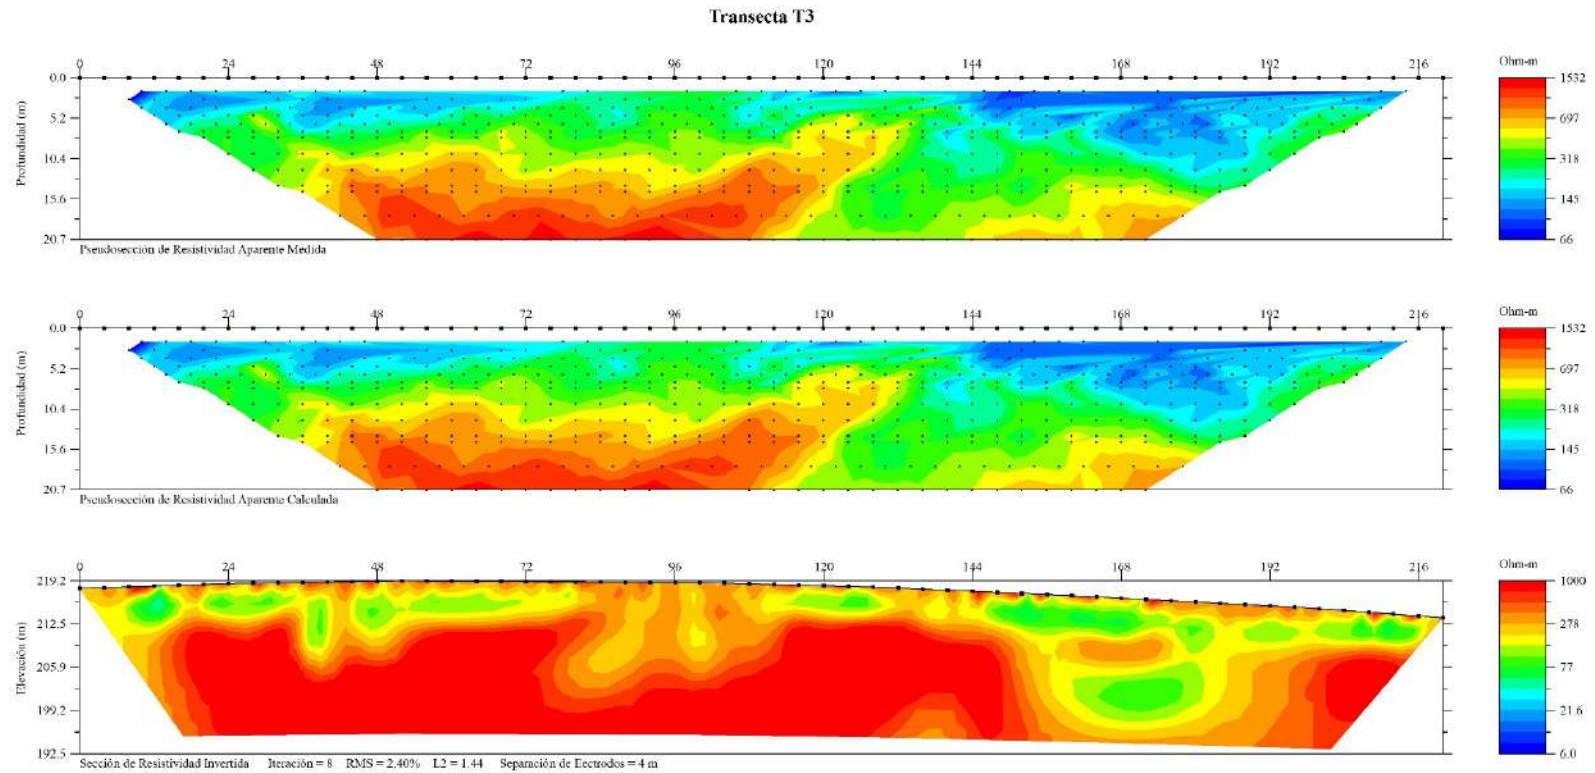 Transecta T3
0 24 48 72 96 120 144 168 192 216 Ohm-m
0.0 1532
5.2 697
Profundidad (m) 10.4 318
15.6 145
20.7 66
Pseudosección de Resistividad Aparente Medida
0 24 48 72 96 120 144 168 192 216 Ohm-m
0.0 1532
5.2 697
Profundidad (m) 10.4 318
15.6 145
20.7 66
Pseudosección de Resistividad Aparente Calculada
0 24 48 72 96 120 144 168 192 216 Ohm-m
219.2 1000
212.5 278
Elevación (m) 205.9 77
199.2 21.6
192.5 6.0
Sección de Resistividad Invertida Iteración = 8 RMS = 2.40% L2 = 1.44 Separación de Eectrodos = 4 m